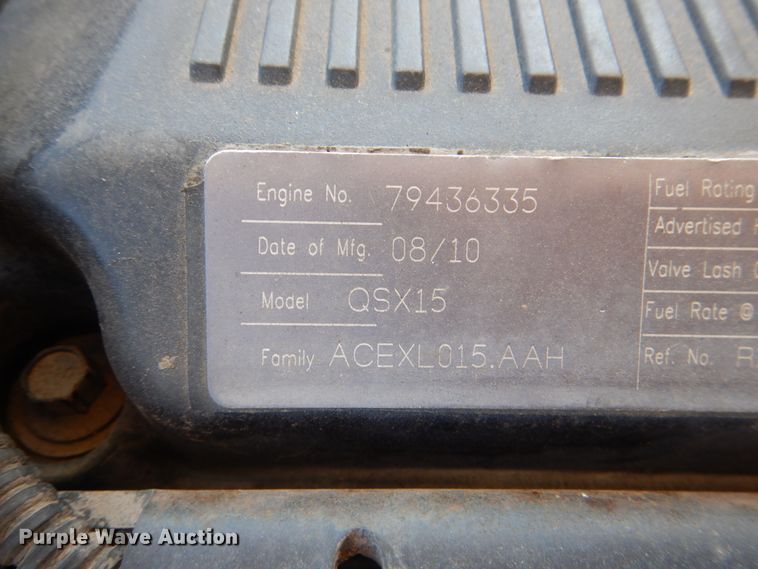 Engine No. 79436335
Date of Mfg. 08/10
Model QSX15
Family ACEXL015.AAH
Fuel Rating
Advertised
Valve Lash
Fuel Rate @
Ref. No.
Purple Wave Auction